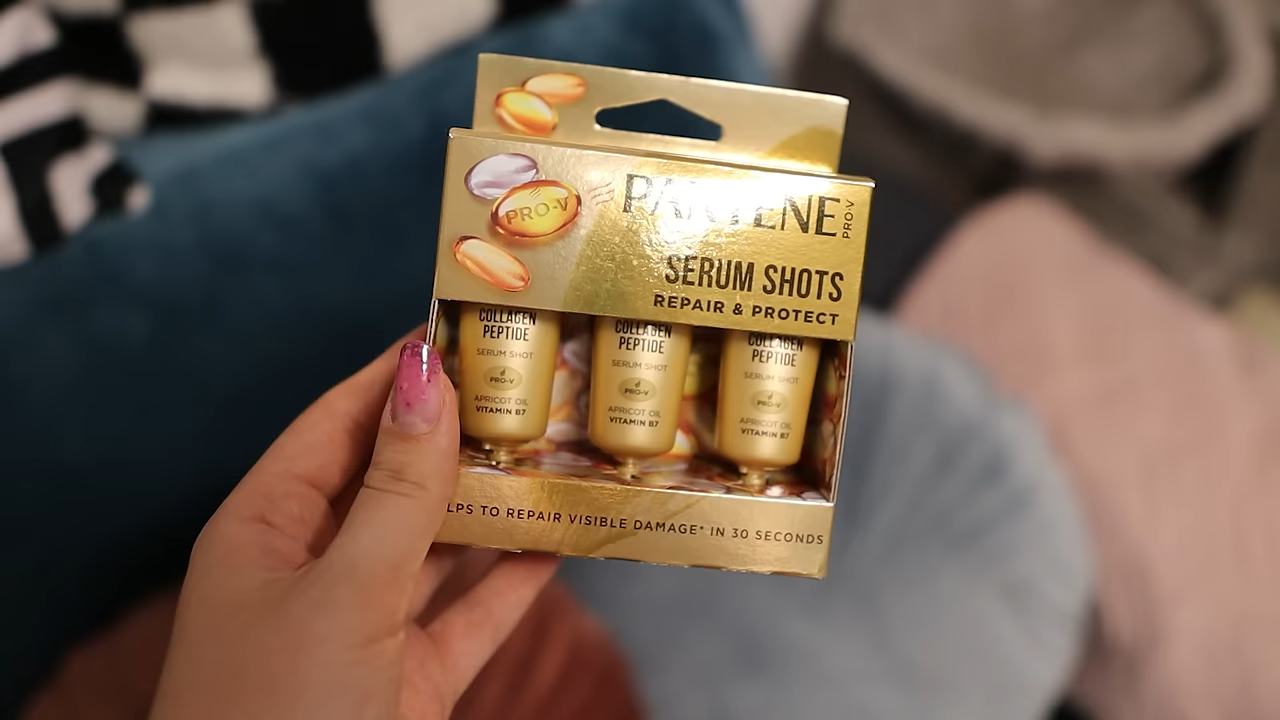 PRO-V
PANTENE
PRO-V
SERUM SHOTS
REPAIR & PROTECT
COLLAGEN
PEPTIDE
SERUM SHOT
PRO-V
APRICOT OIL
VITAMIN B7
COLLAGEN
PEPTIDE
SERUM SHOT
PRO-V
APRICOT OIL
VITAMIN B7
COLLAGEN
PEPTIDE
SERUM SHOT
PRO-V
APRICOT OIL
VITAMIN B7
LPS TO REPAIR VISIBLE DAMAGE* IN 30 SECONDS